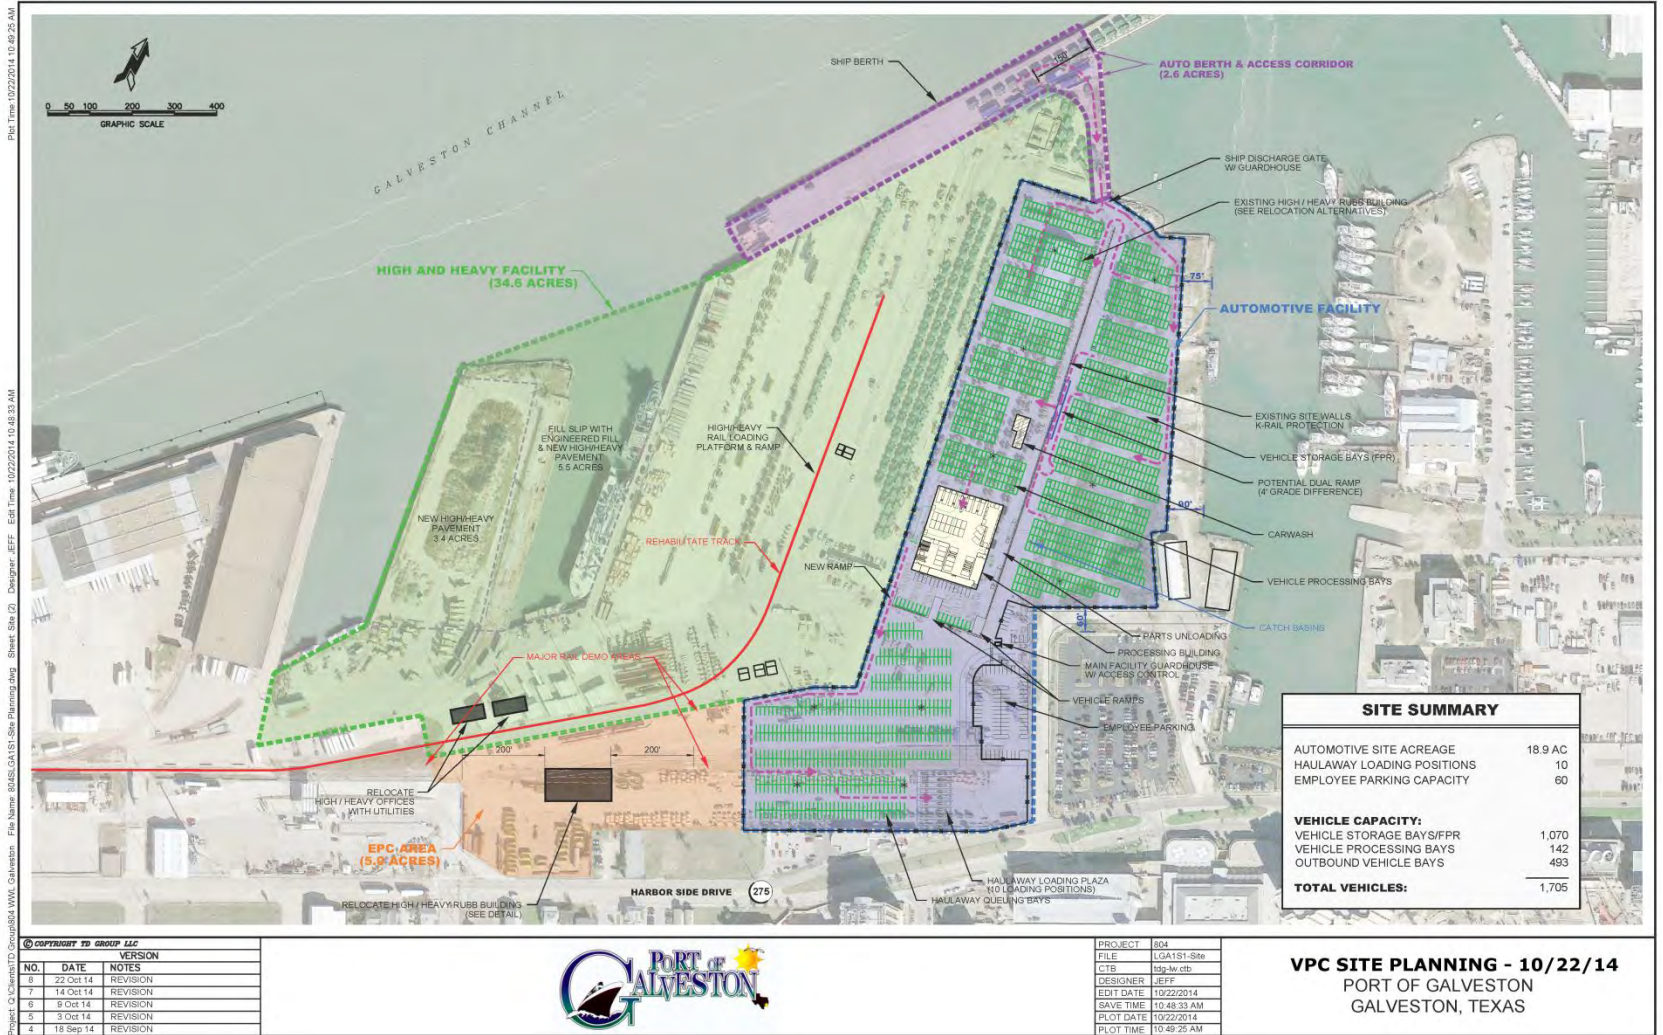 0 50 100 200 300 400
GRAPHIC SCALE
GALVESTON CHANNEL
SHIP BERTH
150'
AUTO BERTH & ACCESS CORRIDOR
(2.6 ACRES)
SHIP DISCHARGE GATE
W/ GUARDHOUSE
EXISTING HIGH / HEAVY RUBB BUILDING
(SEE RELOCATION ALTERNATIVES)
HIGH AND HEAVY FACILITY
(34.6 ACRES)
75'
AUTOMOTIVE FACILITY
FILL SLIP WITH
ENGINEERED FILL
& NEW HIGH/HEAVY
PAVEMENT
5.5 ACRES
HIGH/HEAVY
RAIL LOADING
PLATFORM & RAMP
EXISTING SITE WALLS
K-RAIL PROTECTION
VEHICLE STORAGE BAYS (FPR)
POTENTIAL DUAL RAMP
(4' GRADE DIFFERENCE)
90'
NEW HIGH/HEAVY
PAVEMENT
3.4 ACRES
REHABILITATE TRACK
CARWASH
NEW RAMP
VEHICLE PROCESSING BAYS
60'
CATCH BASINS
PARTS UNLOADING
PROCESSING BUILDING
MAIN FACILITY GUARDHOUSE
W/ ACCESS CONTROL
MAJOR RAIL DEMO AREAS
VEHICLE RAMPS
EMPLOYEE PARKING
200'
200'
RELOCATE
HIGH / HEAVY OFFICES
WITH UTILITIES
EPC AREA
(5.9 ACRES)
HARBOR SIDE DRIVE 275
HAULAWAY LOADING PLAZA
(10 LOADING POSITIONS)
HAULAWAY QUEUING BAYS
RELOCATE HIGH / HEAVY RUBB BUILDING
(SEE DETAIL)
SITE SUMMARY
AUTOMOTIVE SITE ACREAGE 18.9 AC
HAULAWAY LOADING POSITIONS 10
EMPLOYEE PARKING CAPACITY 60
VEHICLE CAPACITY:
VEHICLE STORAGE BAYS/FPR 1,070
VEHICLE PROCESSING BAYS 142
OUTBOUND VEHICLE BAYS 493
TOTAL VEHICLES: 1,705
Plot Time: 10/22/2014 10:49:25 AM
Edit Time: 10/22/2014 10:48:33 AM
Designer: JEFF
Sheet: Site (2)
File Name: 804SLGA1S1-Site Planning.dwg
Project: Q:\Clients\TD Group\804 WWL Galveston
© COPYRIGHT TD GROUP LLC
VERSION
NO. DATE NOTES
8 22 Oct 14 REVISION
7 14 Oct 14 REVISION
6 9 Oct 14 REVISION
5 3 Oct 14 REVISION
4 18 Sep 14 REVISION
PORT OF
GALVESTON
PROJECT 804
FILE LGA1S1-Site
CTB tdg-lw.ctb
DESIGNER JEFF
EDIT DATE 10/22/2014
SAVE TIME 10:48:33 AM
PLOT DATE 10/22/2014
PLOT TIME 10:49:25 AM
VPC SITE PLANNING - 10/22/14
PORT OF GALVESTON
GALVESTON, TEXAS